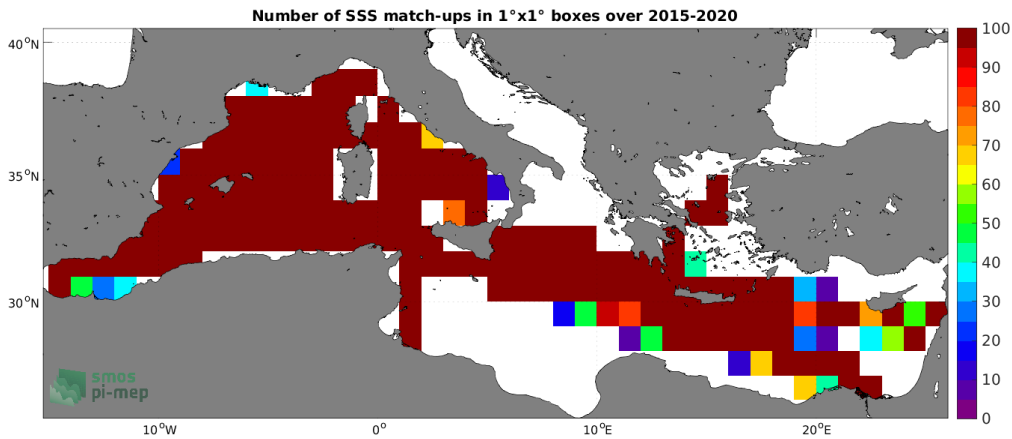 Number of SSS match-ups in 1°x1° boxes over 2015-2020
40°N
35°N
30°N
10°W
0°
10°E
20°E
100
90
80
70
60
50
40
30
20
10
0
smos
pi-mep